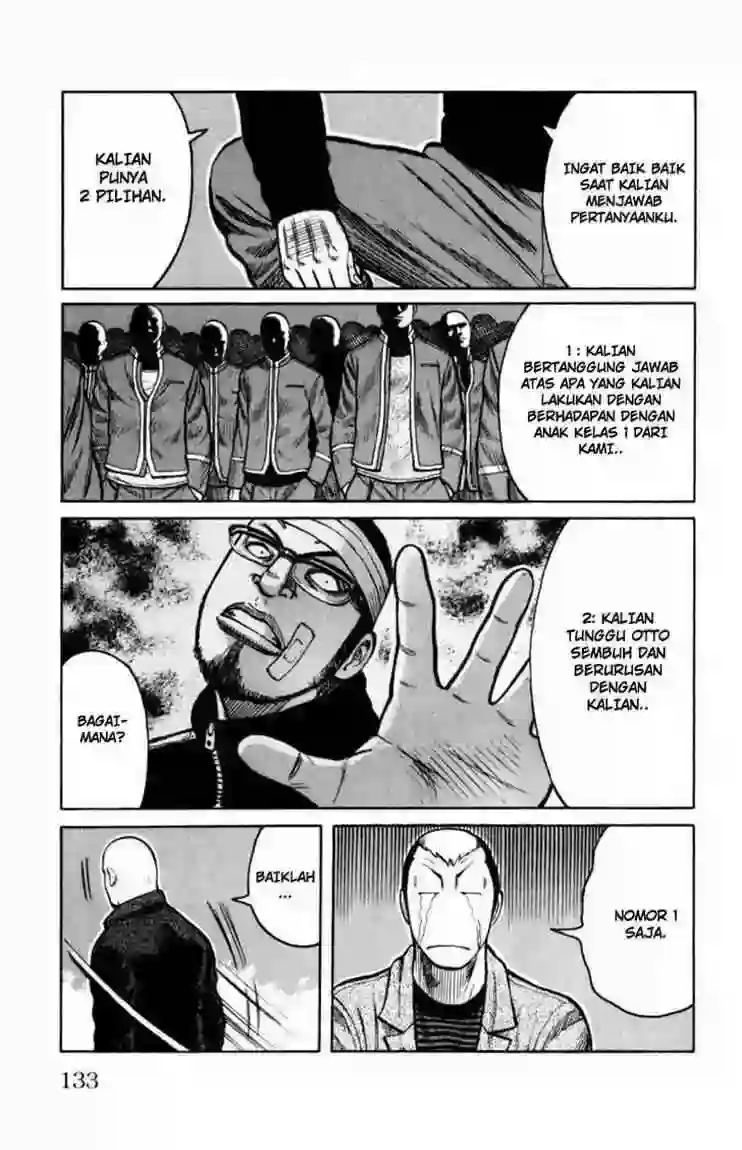 INGAT BAIK BAIK
SAAT KALIAN
MENJAWAB
PERTANYAANKU.
KALIAN
PUNYA
2 PILIHAN.
1 : KALIAN
BERTANGGUNG JAWAB
ATAS APA YANG KALIAN
LAKUKAN DENGAN
BERHADAPAN DENGAN
ANAK KELAS 1 DARI
KAMI..
2: KALIAN
TUNGGU OTTO
SEMBUH DAN
BERURUSAN
DENGAN
KALIAN..
BAGAI-
MANA?
NOMOR 1
SAJA.
BAIKLAH
...
133